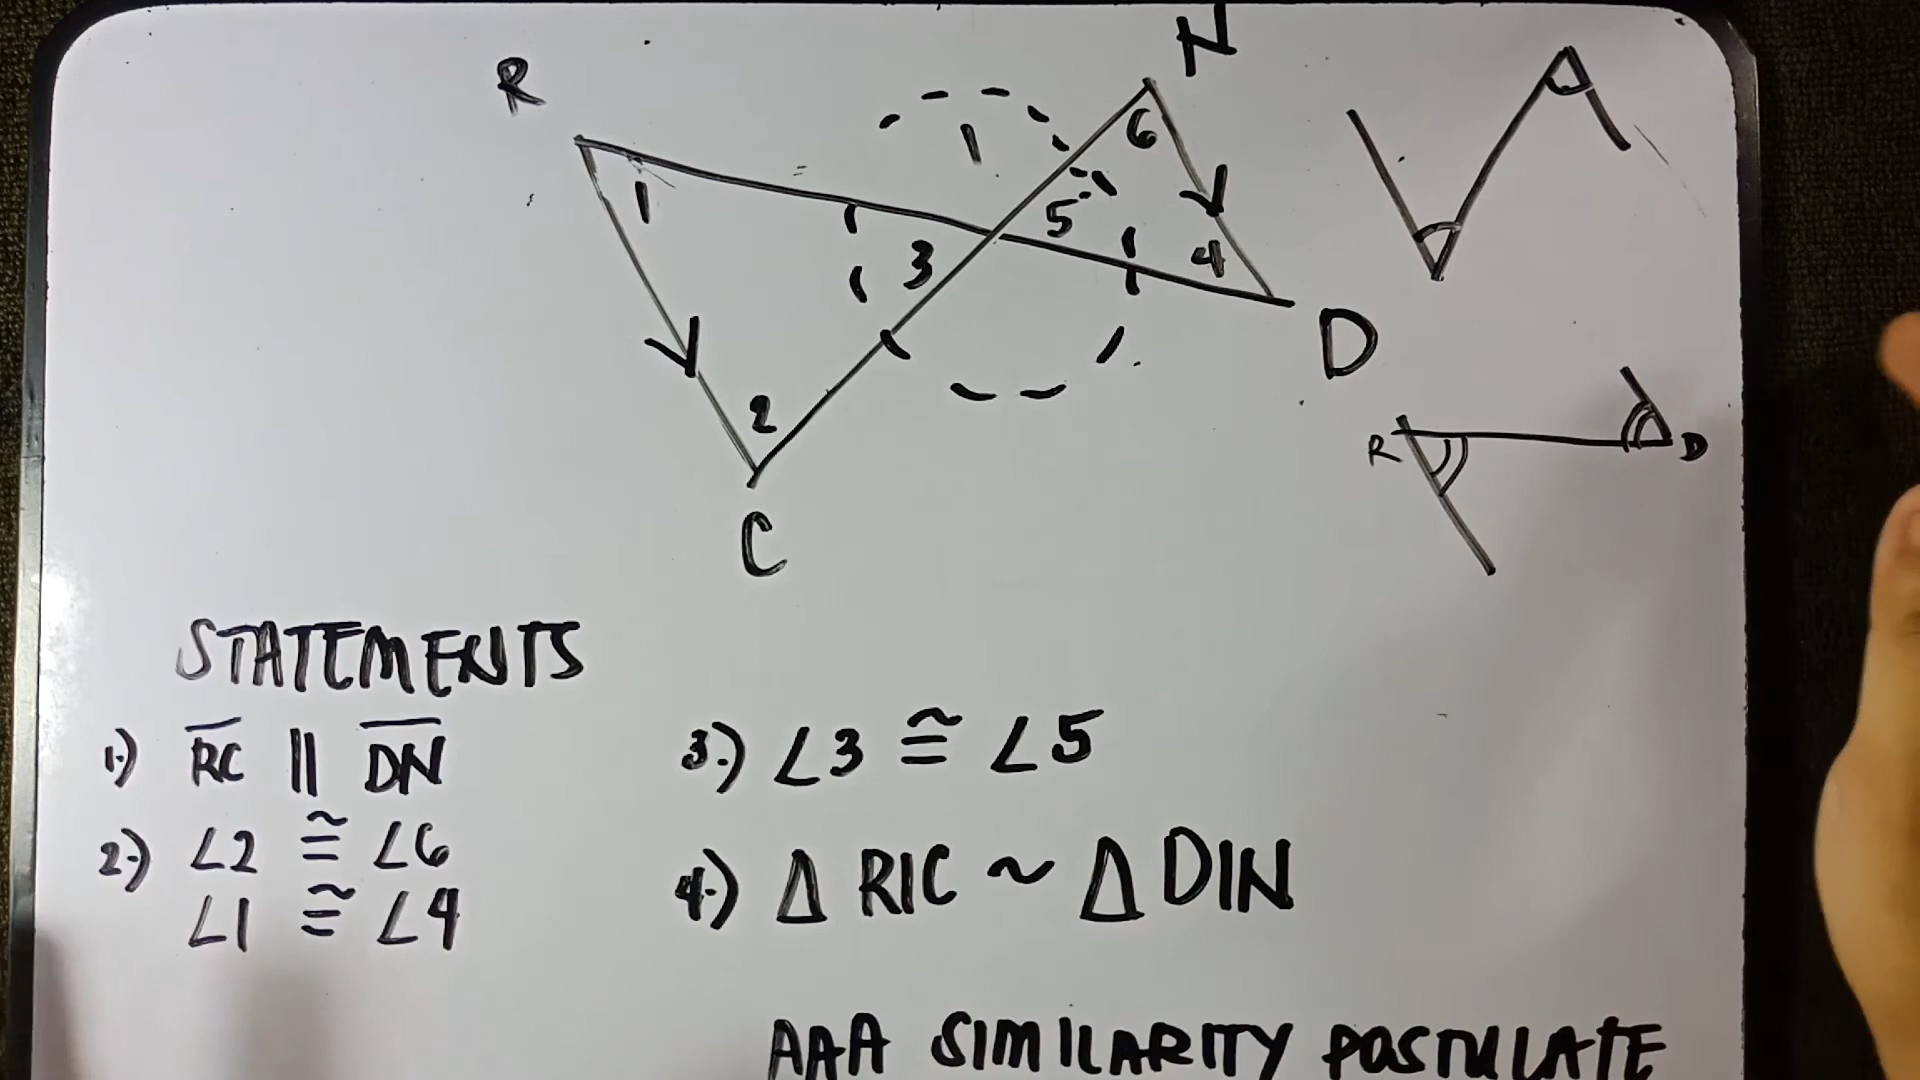 R
N
I
6
1
5
3
4
D
2
C
R
D
STATEMENTS
1.) RC || DN
2.) ∠2 ≅ ∠6
∠1 ≅ ∠4
3.) ∠3 ≅ ∠5
4.) Δ RIC ~ Δ DIN
AAA SIMILARITY POSTULATE